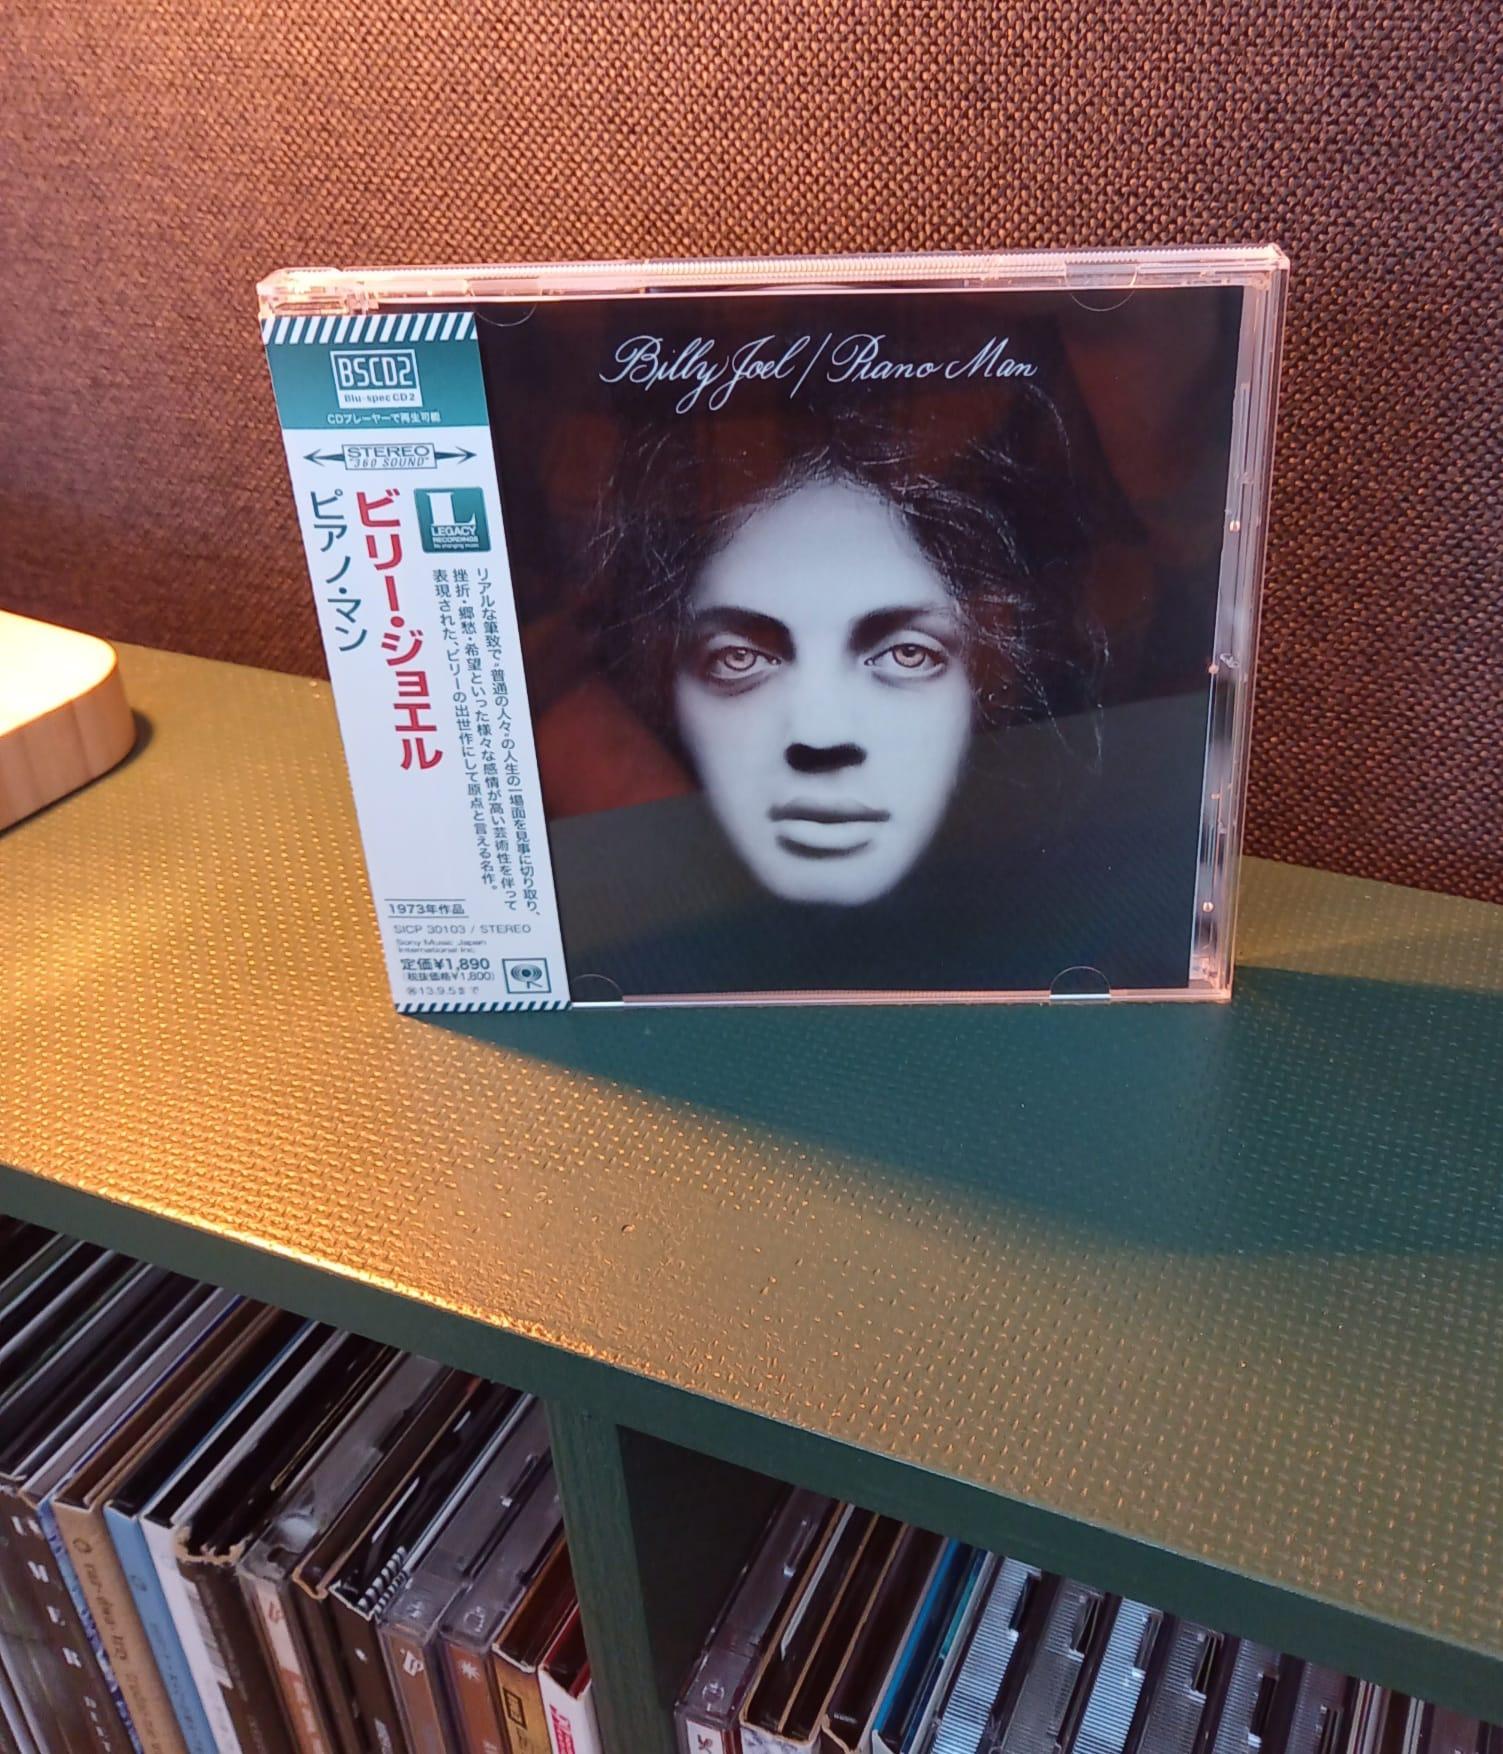 Billy Joel / Piano Man
BSCD2
Blu-spec CD2
CDプレーヤーで再生可能
STEREO
"360 SOUND"
L
LEGACY
RECORDINGS
ビリー・ジョエル
ピアノ・マン
リアルな筆致で“普通の人々”の人生の一場面を見事に切り取り、
挫折・郷愁・希望といった様々な感情が高い芸術性を伴って
表現された、ビリーの出世作にして原点と言える名作。
1973年作品
SICP 30103 / STEREO
Sony Music Japan
International Inc.
定価¥1,890
(税抜価格¥1,800)
13.9.5まで